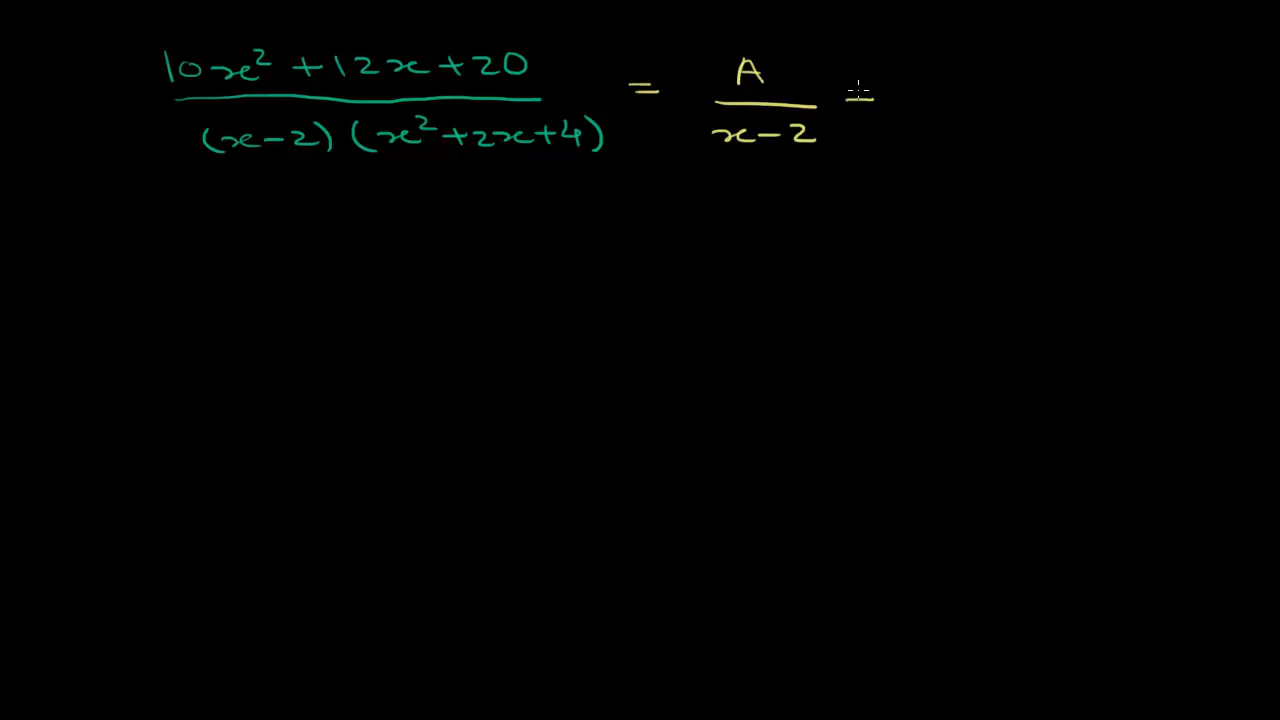 10x² + 12x + 20 / (x - 2) (x² + 2x + 4) = A / x - 2